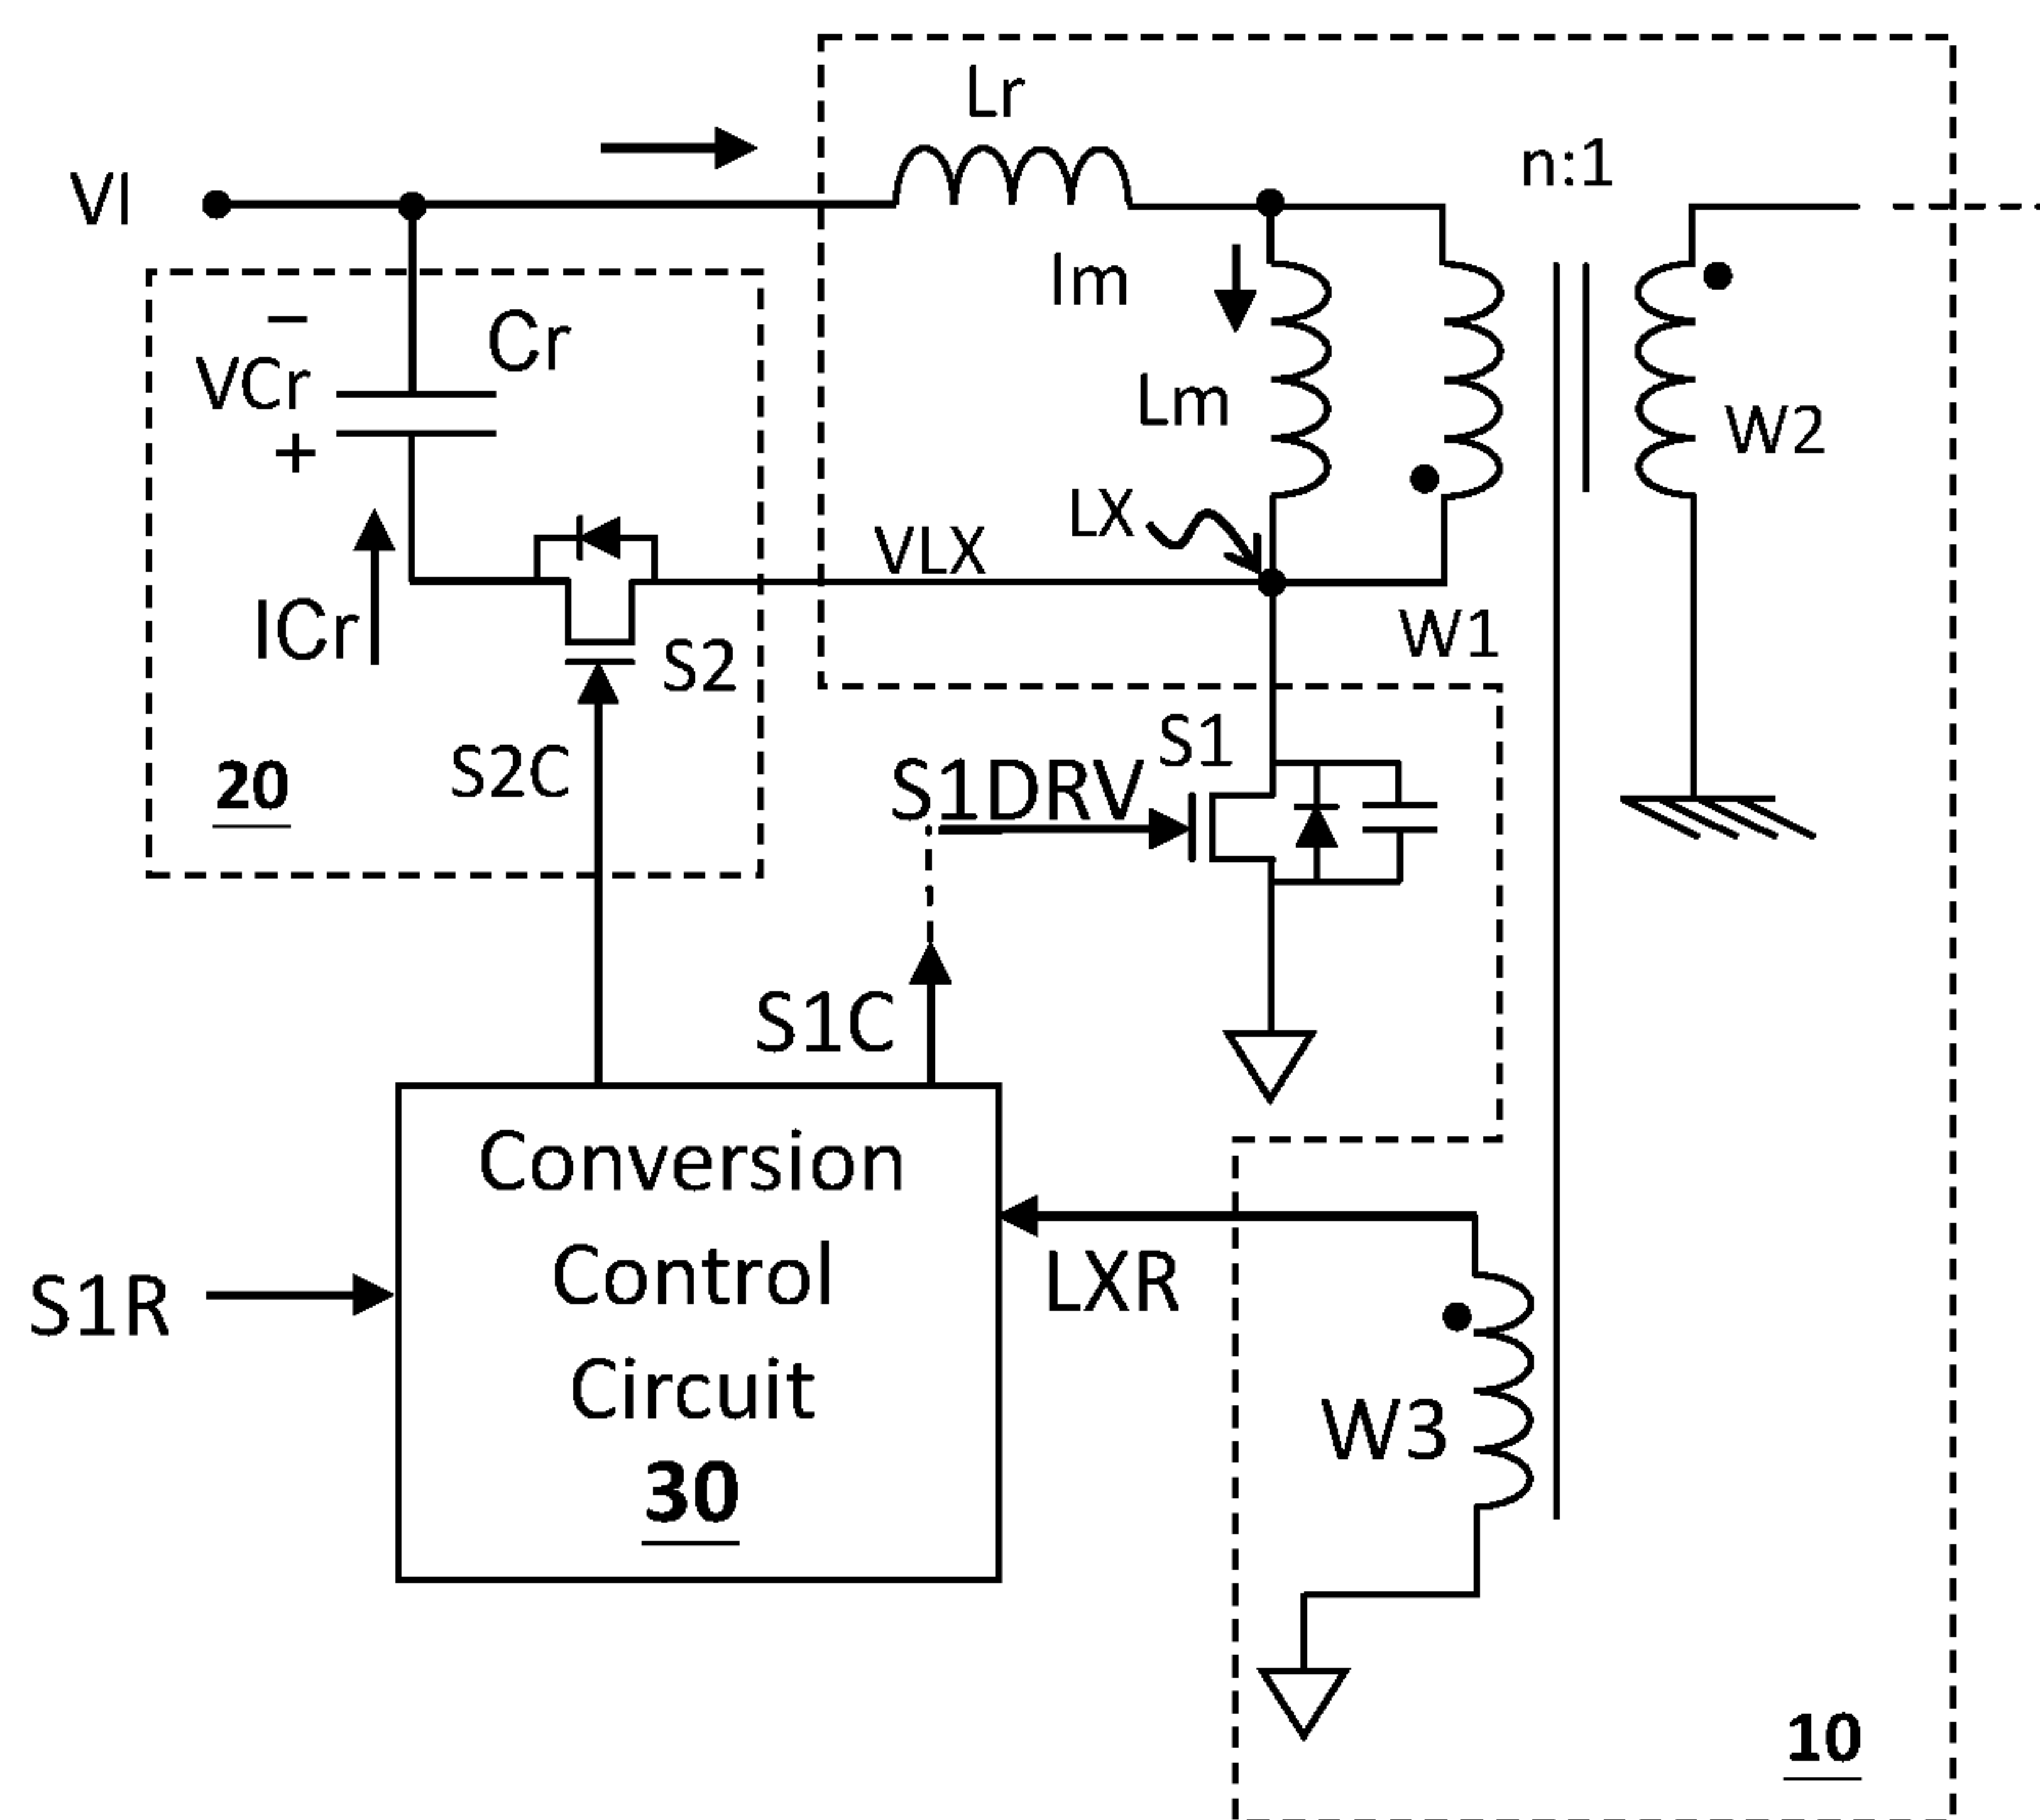 Lr
n:1
VI
Im
Cr
−
VCr
+
Lm
W2
LX
VLX
ICr
W1
S2
S1
S2C
S1DRV
20
S1C
Conversion
Control
Circuit
30
LXR
S1R
W3
10